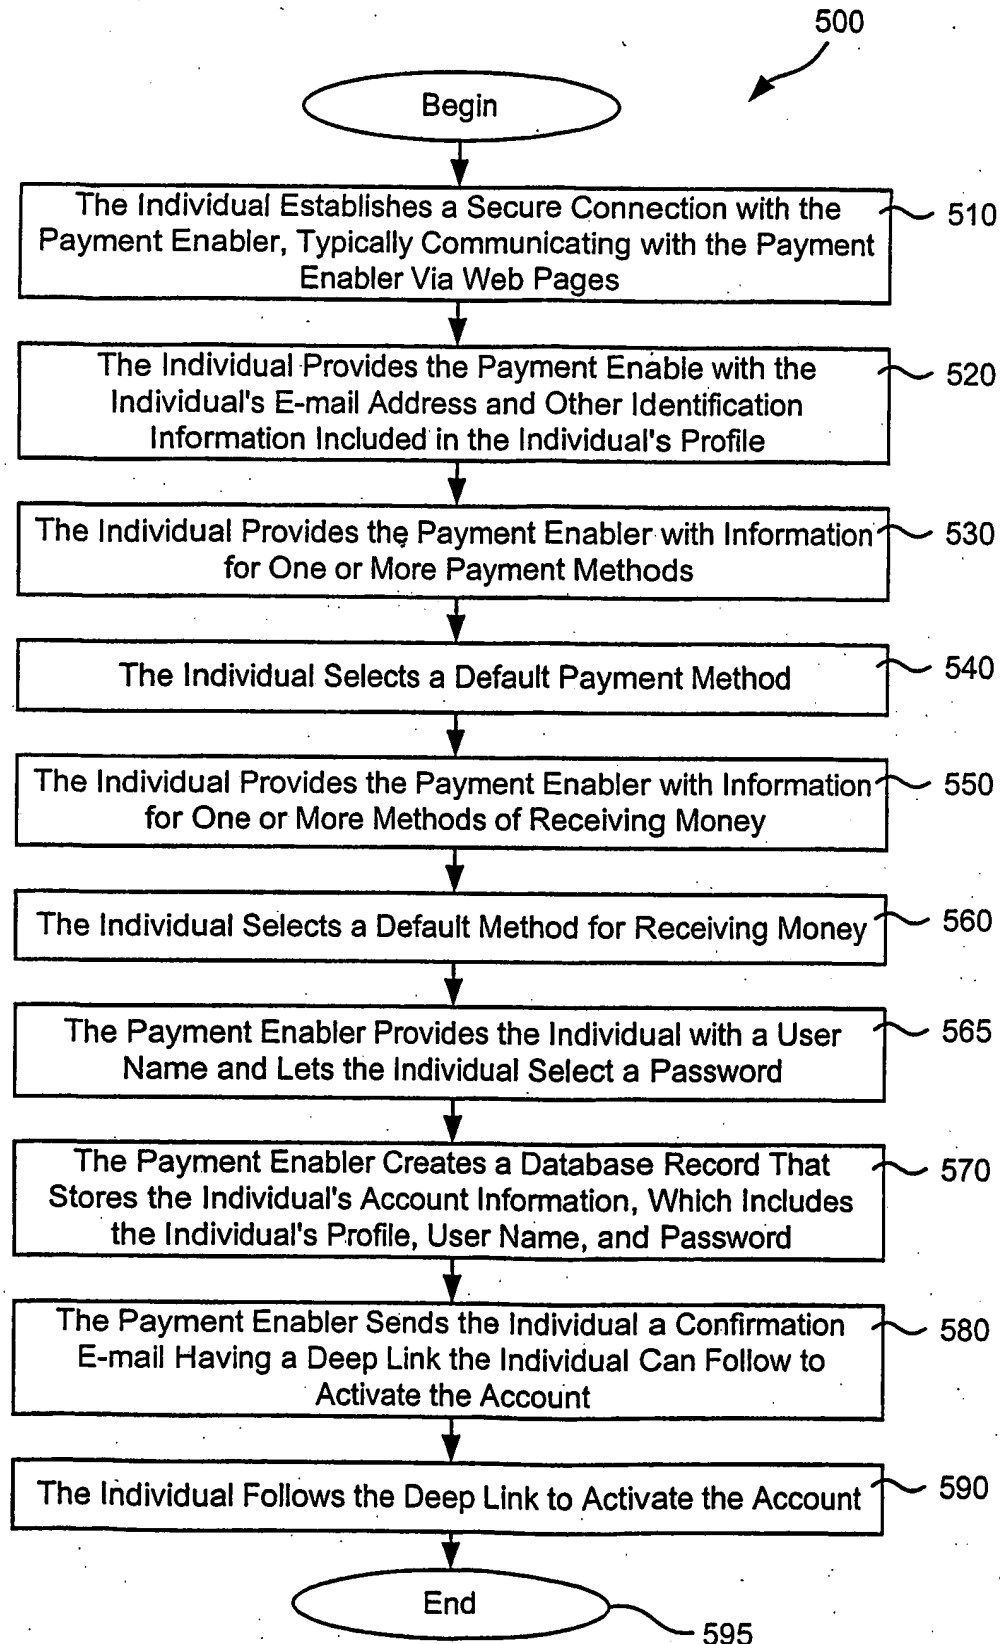 500
Begin
The Individual Establishes a Secure Connection with the
Payment Enabler, Typically Communicating with the Payment
Enabler Via Web Pages
510
The Individual Provides the Payment Enable with the
Individual's E-mail Address and Other Identification
Information Included in the Individual's Profile
520
The Individual Provides the Payment Enabler with Information
for One or More Payment Methods
530
The Individual Selects a Default Payment Method
540
The Individual Provides the Payment Enabler with Information
for One or More Methods of Receiving Money
550
The Individual Selects a Default Method for Receiving Money
560
The Payment Enabler Provides the Individual with a User
Name and Lets the Individual Select a Password
565
The Payment Enabler Creates a Database Record That
Stores the Individual's Account Information, Which Includes
the Individual's Profile, User Name, and Password
570
The Payment Enabler Sends the Individual a Confirmation
E-mail Having a Deep Link the Individual Can Follow to
Activate the Account
580
The Individual Follows the Deep Link to Activate the Account
590
End
595